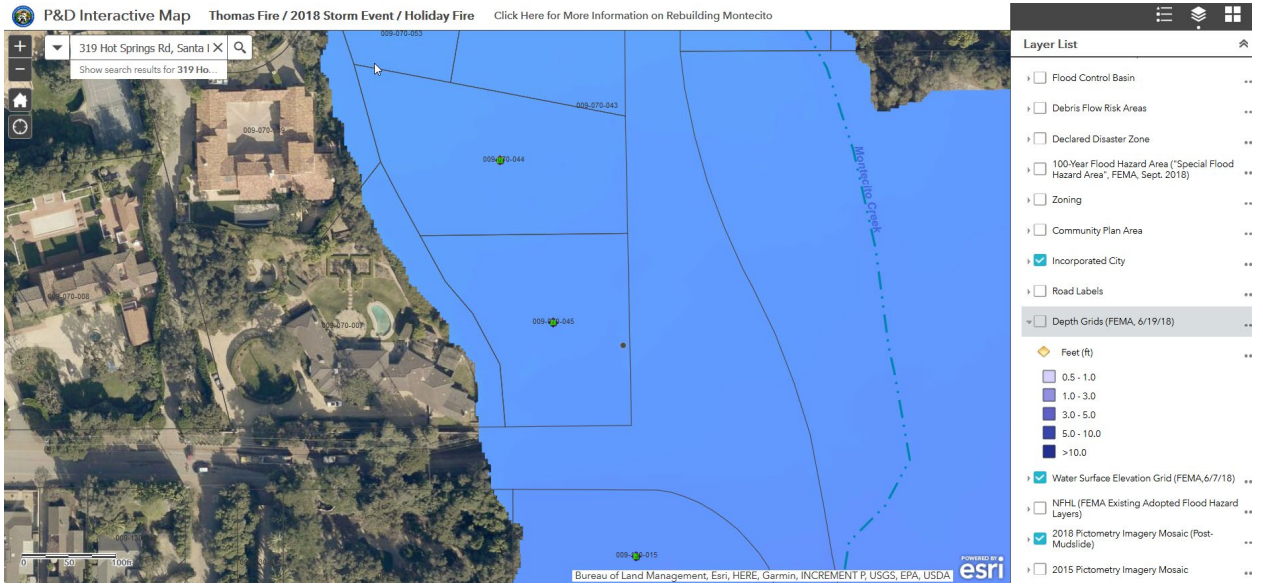 P&D Interactive Map
Thomas Fire / 2018 Storm Event / Holiday Fire
Click Here for More Information on Rebuilding Montecito
319 Hot Springs Rd, Santa
Show search results for 319 Ho...
009-070-053
009-070-043
009-070-044
009-070-045
009-070-007
009-070-008
Montecito Creek
0 50 100ft
Bureau of Land Management, Esri, HERE, Garmin, INCREMENT P, USGS, EPA, USDA
POWERED BY
esri
Layer List
Flood Control Basin
Debris Flow Risk Areas
Declared Disaster Zone
100-Year Flood Hazard Area ("Special Flood
Hazard Area", FEMA, Sept. 2018)
Zoning
Community Plan Area
Incorporated City
Road Labels
Depth Grids (FEMA, 6/19/18)
Feet (ft)
0.5 - 1.0
1.0 - 3.0
3.0 - 5.0
5.0 - 10.0
>10.0
Water Surface Elevation Grid (FEMA,6/7/18)
NFHL (FEMA Existing Adopted Flood Hazard
Layers)
2018 Pictometry Imagery Mosaic (Post-
Mudslide)
2015 Pictometry Imagery Mosaic